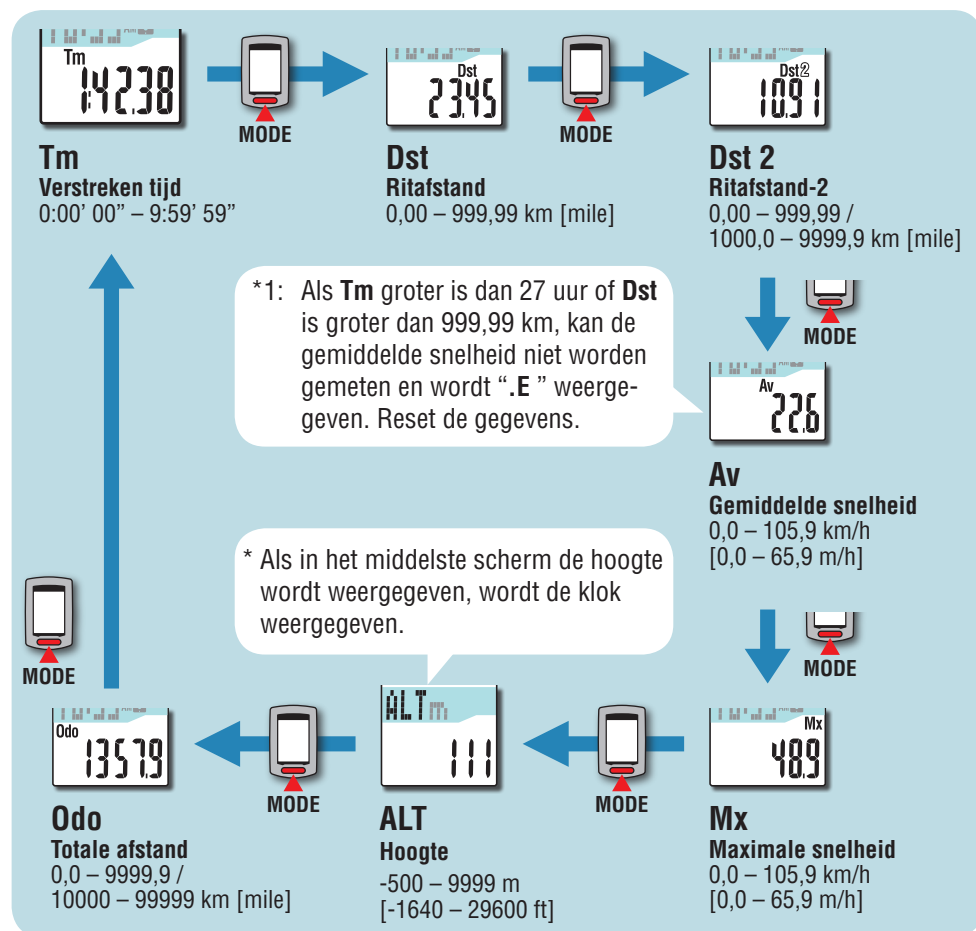 Tm
1:42.38
MODE
Dst
23.45
MODE
Dst2
10.91
Tm
Verstreken tijd
0:00’ 00” – 9:59’ 59”
Dst
Ritafstand
0,00 – 999,99 km [mile]
Dst 2
Ritafstand-2
0,00 – 999,99 /
1000,0 – 9999,9 km [mile]
MODE
*1: Als Tm groter is dan 27 uur of Dst
is groter dan 999,99 km, kan de
gemiddelde snelheid niet worden
gemeten en wordt “.E ” weerge-
geven. Reset de gegevens.
Av
22.6
Av
Gemiddelde snelheid
0,0 – 105,9 km/h
[0,0 – 65,9 m/h]
* Als in het middelste scherm de hoogte
wordt weergegeven, wordt de klok
weergegeven.
MODE
MODE
Odo
1357.9
MODE
ALT m
111
MODE
Mx
48.9
Odo
Totale afstand
0,0 – 9999,9 /
10000 – 99999 km [mile]
ALT
Hoogte
-500 – 9999 m
[-1640 – 29600 ft]
Mx
Maximale snelheid
0,0 – 105,9 km/h
[0,0 – 65,9 m/h]